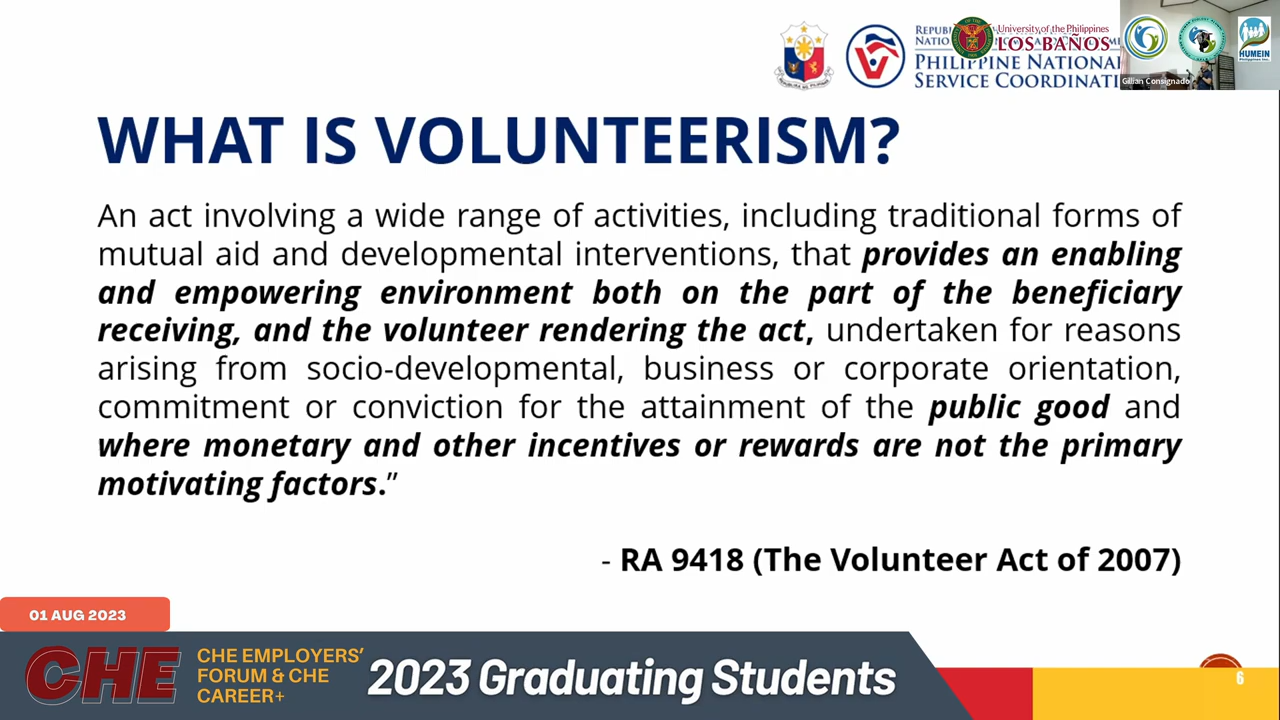 University of the Philippines
LOS BAÑOS
PHILIPPINE NATIONAL
SERVICE COORDINATI
HUMEIN
Philippines Inc.
Gillian Consignado
WHAT IS VOLUNTEERISM?
An act involving a wide range of activities, including traditional forms of
mutual aid and developmental interventions, that provides an enabling
and empowering environment both on the part of the beneficiary
receiving, and the volunteer rendering the act, undertaken for reasons
arising from socio-developmental, business or corporate orientation,
commitment or conviction for the attainment of the public good and
where monetary and other incentives or rewards are not the primary
motivating factors.”
- RA 9418 (The Volunteer Act of 2007)
01 AUG 2023
CHE
CHE EMPLOYERS’
FORUM & CHE
CAREER+
2023 Graduating Students
6